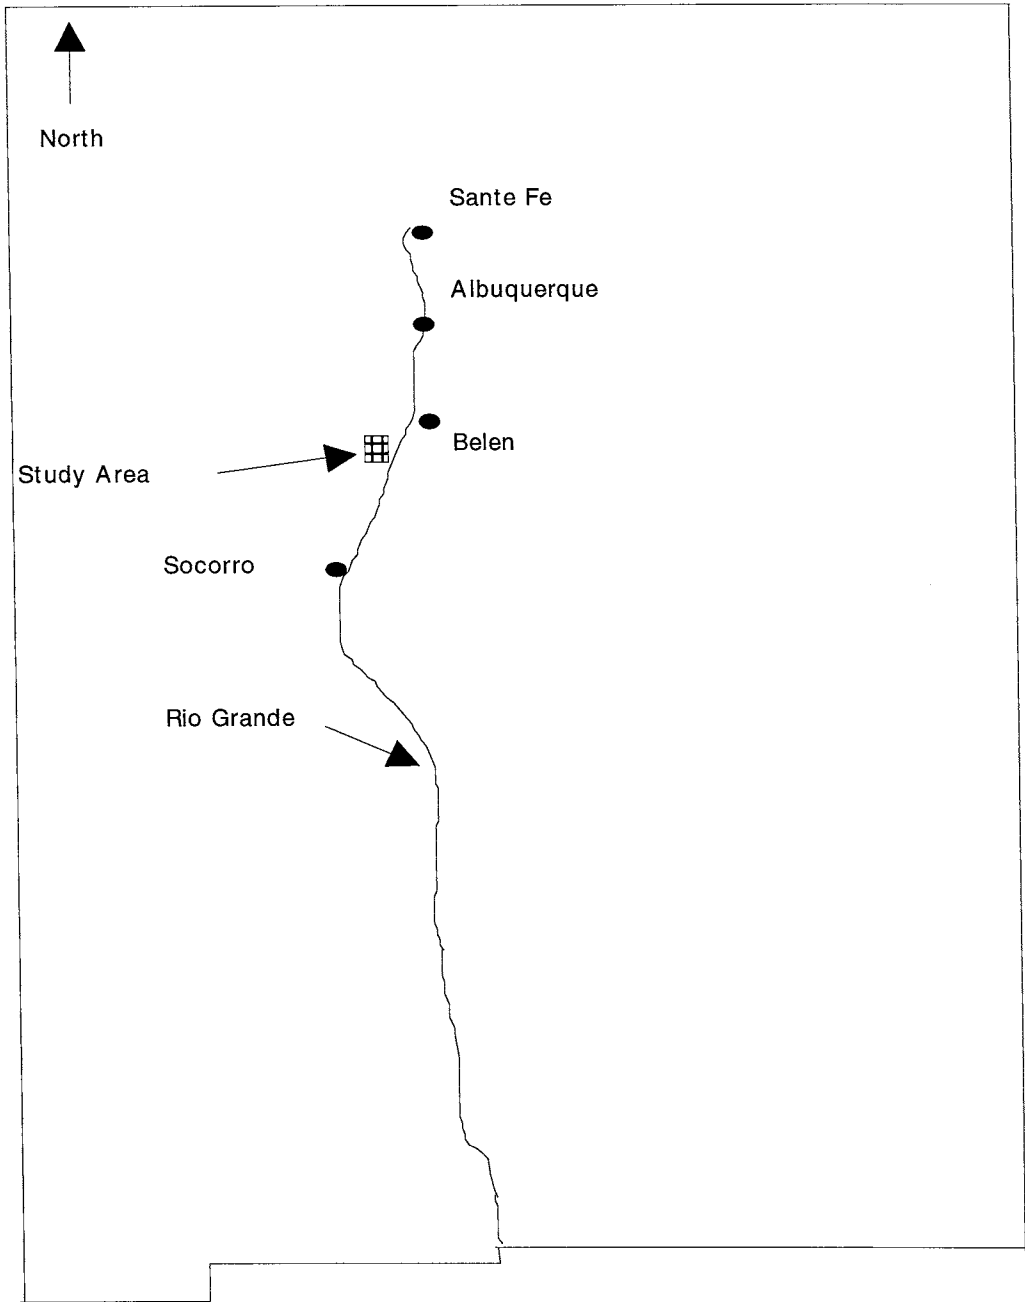 North
Sante Fe
Albuquerque
Belen
Study Area
Socorro
Rio Grande